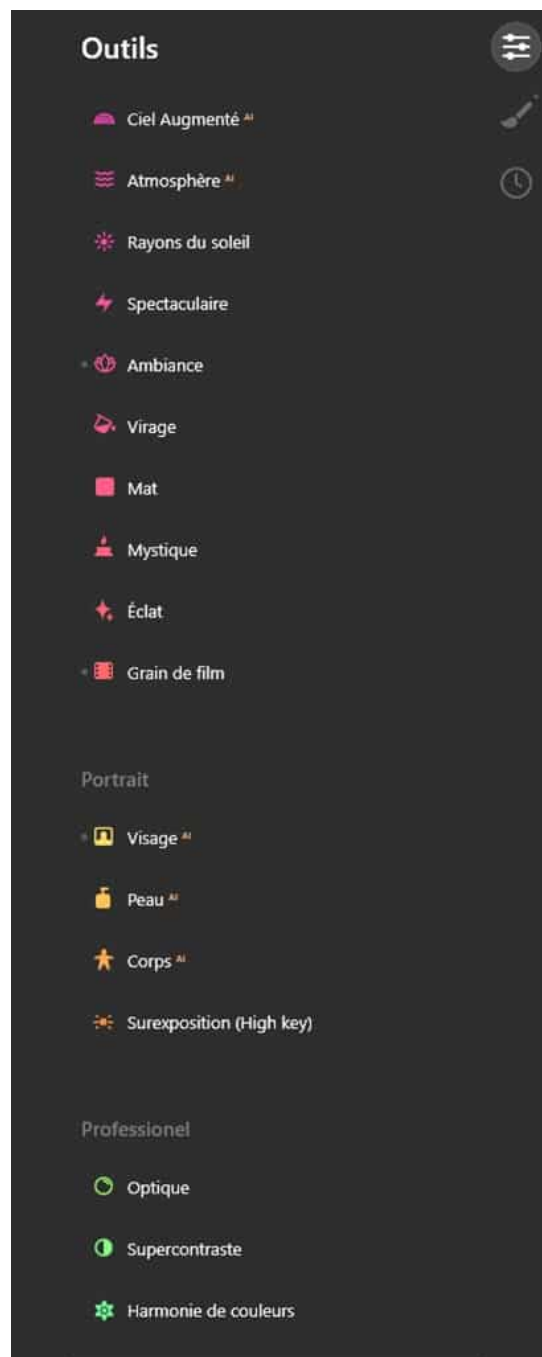 Outils
Ciel Augmenté AI
Atmosphère AI
Rayons du soleil
Spectaculaire
Ambiance
Virage
Mat
Mystique
Éclat
Grain de film
Portrait
Visage AI
Peau AI
Corps AI
Surexposition (High key)
Professionel
Optique
Supercontraste
Harmonie de couleurs